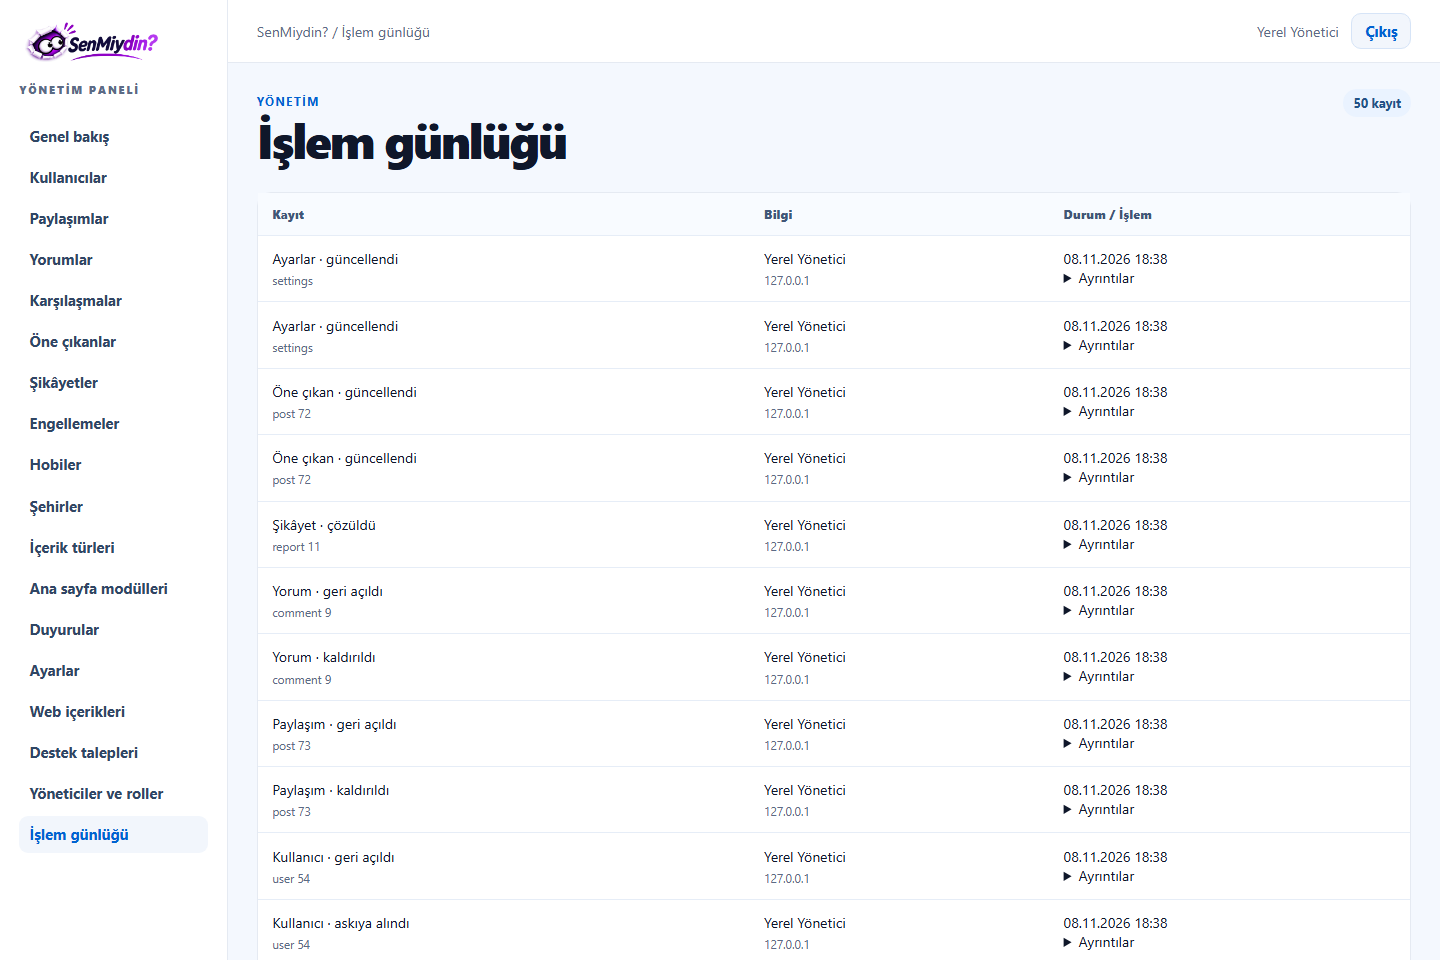 SenMiydin?
YÖNETİM PANELİ
Genel bakış
Kullanıcılar
Paylaşımlar
Yorumlar
Karşılaşmalar
Öne çıkanlar
Şikâyetler
Engellemeler
Hobiler
Şehirler
İçerik türleri
Ana sayfa modülleri
Duyurular
Ayarlar
Web içerikleri
Destek talepleri
Yöneticiler ve roller
İşlem günlüğü
SenMiydin? / İşlem günlüğü
Yerel Yönetici
Çıkış
YÖNETİM
İşlem günlüğü
50 kayıt
Kayıt Bilgi Durum / İşlem
Ayarlar · güncellendi Yerel Yönetici 08.11.2026 18:38
settings 127.0.0.1 Ayrıntılar
Ayarlar · güncellendi Yerel Yönetici 08.11.2026 18:38
settings 127.0.0.1 Ayrıntılar
Öne çıkan · güncellendi Yerel Yönetici 08.11.2026 18:38
post 72 127.0.0.1 Ayrıntılar
Öne çıkan · güncellendi Yerel Yönetici 08.11.2026 18:38
post 72 127.0.0.1 Ayrıntılar
Şikâyet · çözüldü Yerel Yönetici 08.11.2026 18:38
report 11 127.0.0.1 Ayrıntılar
Yorum · geri açıldı Yerel Yönetici 08.11.2026 18:38
comment 9 127.0.0.1 Ayrıntılar
Yorum · kaldırıldı Yerel Yönetici 08.11.2026 18:38
comment 9 127.0.0.1 Ayrıntılar
Paylaşım · geri açıldı Yerel Yönetici 08.11.2026 18:38
post 73 127.0.0.1 Ayrıntılar
Paylaşım · kaldırıldı Yerel Yönetici 08.11.2026 18:38
post 73 127.0.0.1 Ayrıntılar
Kullanıcı · geri açıldı Yerel Yönetici 08.11.2026 18:38
user 54 127.0.0.1 Ayrıntılar
Kullanıcı · askıya alındı Yerel Yönetici 08.11.2026 18:38
user 54 127.0.0.1 Ayrıntılar